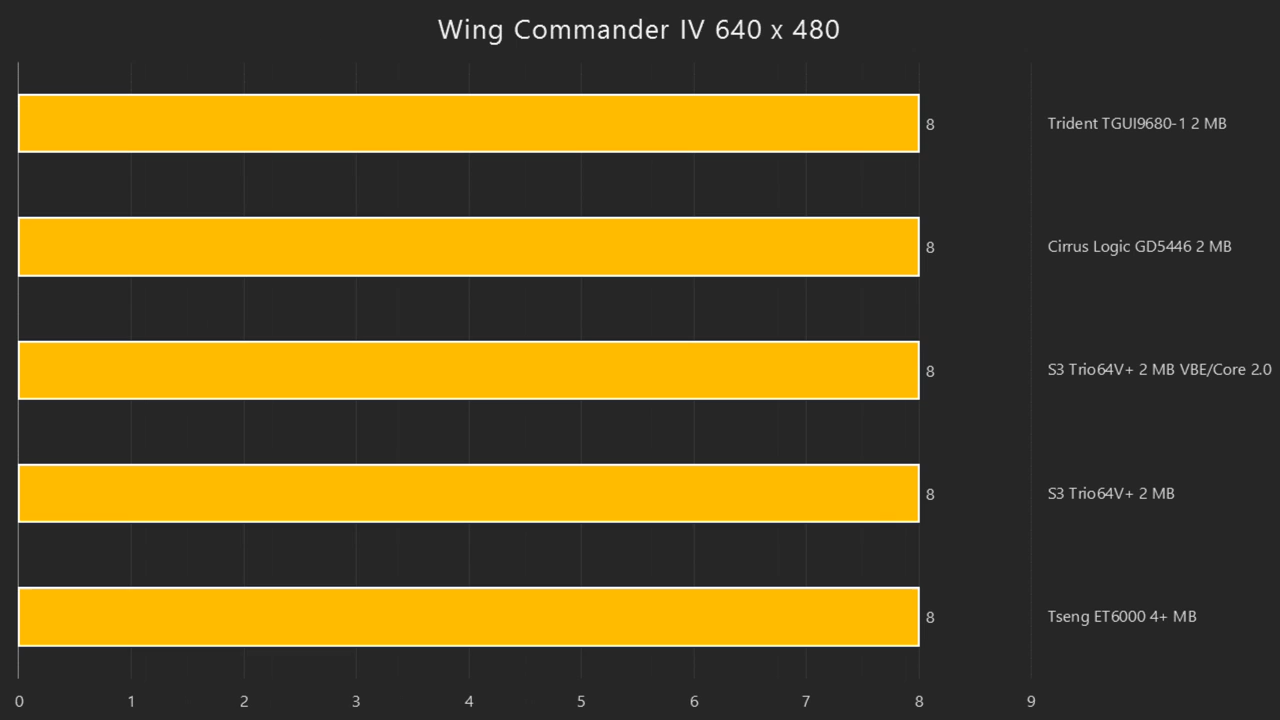 Wing Commander IV 640 x 480
8 Trident TGUI9680-1 2 MB
8 Cirrus Logic GD5446 2 MB
8 S3 Trio64V+ 2 MB VBE/Core 2.0
8 S3 Trio64V+ 2 MB
8 Tseng ET6000 4+ MB
0 1 2 3 4 5 6 7 8 9